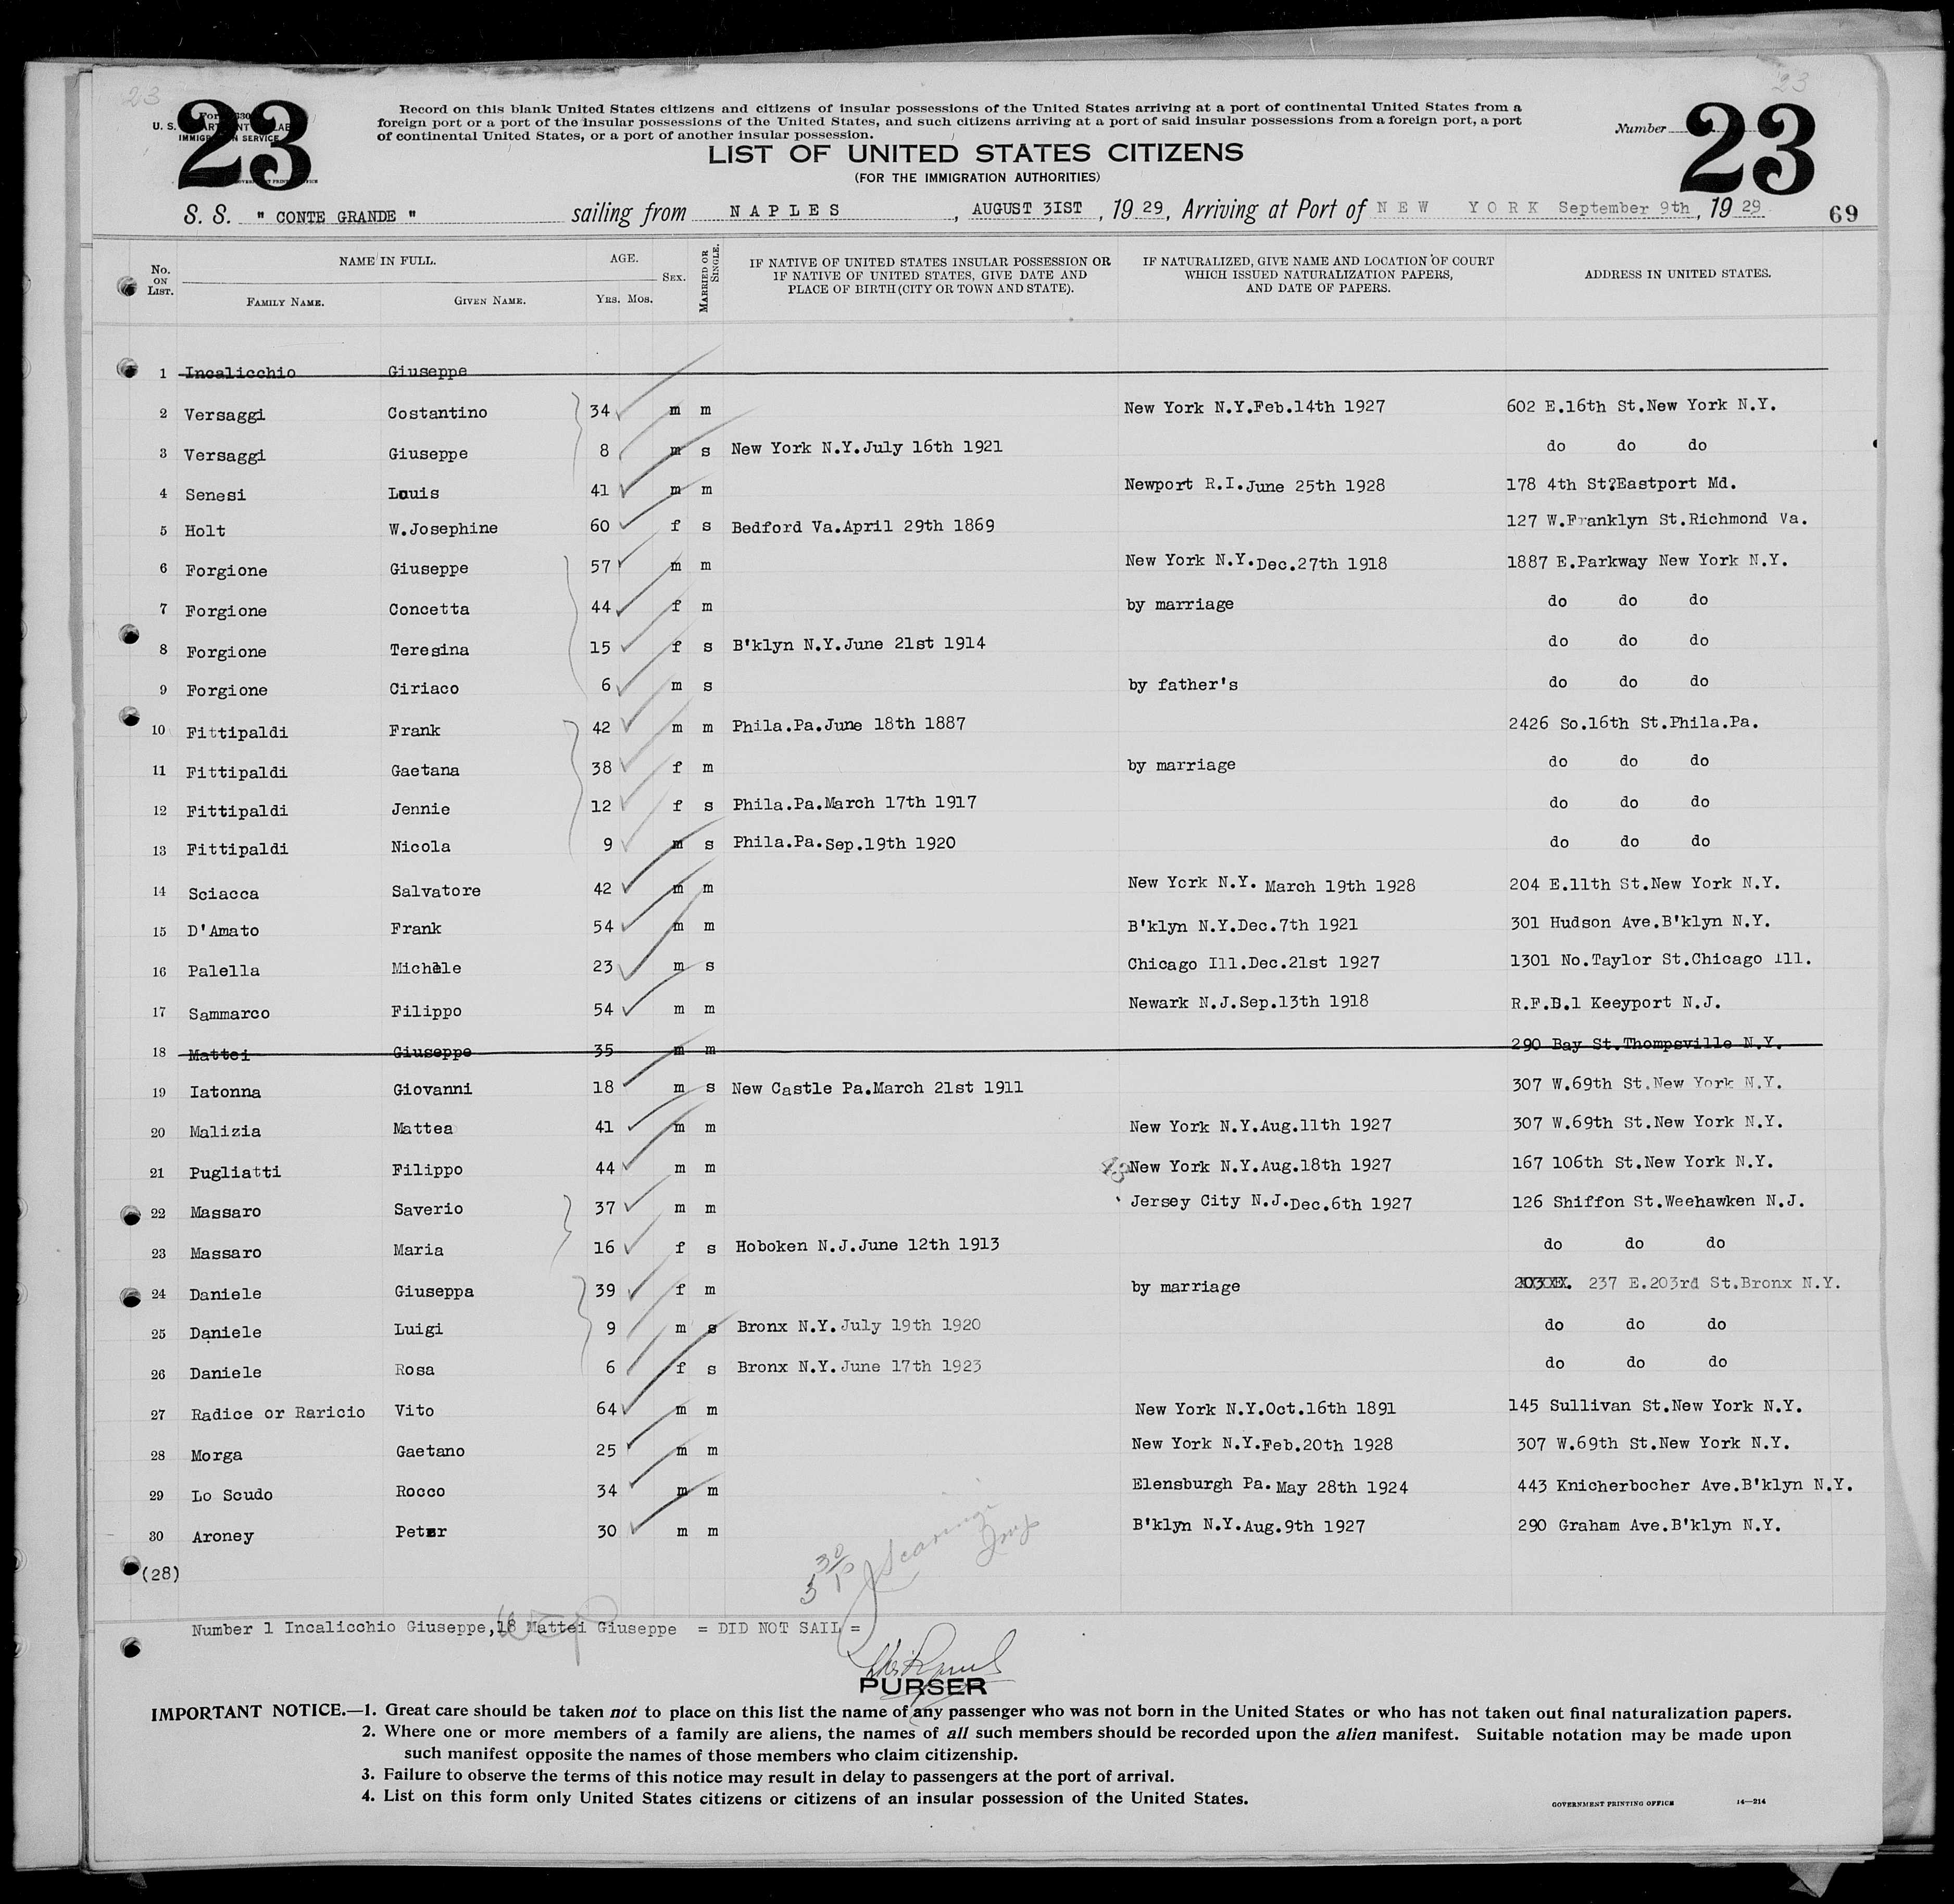 23
23
23
23
U. S.
IMMIGRATION SERVICE
Record on this blank United States citizens and citizens of insular possessions of the United States arriving at a port of continental United States from a
foreign port or a port of the insular possessions of the United States, and such citizens arriving at a port of said insular possessions from a foreign port, a port
of continental United States, or a port of another insular possession.
Number
LIST OF UNITED STATES CITIZENS
(FOR THE IMMIGRATION AUTHORITIES)
S. S. " CONTE GRANDE " sailing from NAPLES, AUGUST 31ST, 1929, Arriving at Port of NEW YORK September 9th, 1929
69
No. ON LIST. NAME IN FULL. AGE. SEX. MARRIED OR SINGLE. IF NATIVE OF UNITED STATES INSULAR POSSESSION OR IF NATIVE OF UNITED STATES, GIVE DATE AND PLACE OF BIRTH (CITY OR TOWN AND STATE). IF NATURALIZED, GIVE NAME AND LOCATION OF COURT WHICH ISSUED NATURALIZATION PAPERS, AND DATE OF PAPERS. ADDRESS IN UNITED STATES.
FAMILY NAME. GIVEN NAME. YRS. MOS.
1 Incalicchio Giuseppe
2 Versaggi Costantino 34 m m New York N.Y.Feb.14th 1927 602 E.16th St.New York N.Y.
3 Versaggi Giuseppe 8 m s New York N.Y.July 16th 1921 do do do
4 Senesi Louis 41 m m Newport R.I.June 25th 1928 178 4th St?Eastport Md.
5 Holt W.Josephine 60 f s Bedford Va.April 29th 1869 127 W.Franklyn St.Richmond Va.
6 Forgione Giuseppe 57 m m New York N.Y.Dec.27th 1918 1887 E.Parkway New York N.Y.
7 Forgione Concetta 44 f m by marriage do do do
8 Forgione Teresina 15 f s B'klyn N.Y.June 21st 1914 do do do
9 Forgione Ciriaco 6 m s by father's do do do
10 Fittipaldi Frank 42 m m Phila.Pa.June 18th 1887 2426 So.16th St.Phila.Pa.
11 Fittipaldi Gaetana 38 f m by marriage do do do
12 Fittipaldi Jennie 12 f s Phila.Pa.March 17th 1917 do do do
13 Fittipaldi Nicola 9 m s Phila.Pa.Sep.19th 1920 do do do
14 Sciacca Salvatore 42 m m New York N.Y. March 19th 1928 204 E.11th St.New York N.Y.
15 D'Amato Frank 54 m m B'klyn N.Y.Dec.7th 1921 301 Hudson Ave.B'klyn N.Y.
16 Palella Michele 23 m s Chicago Ill.Dec.21st 1927 1301 No.Taylor St.Chicago Ill.
17 Sammarco Filippo 54 m m Newark N.J.Sep.13th 1918 R.F.B.1 Keeyport N.J.
18 Mattei Giuseppe 35 m m 290 Bay St.Thompsville N.Y.
19 Iatonna Giovanni 18 m s New Castle Pa.March 21st 1911 307 W.69th St.New York N.Y.
20 Malizia Mattea 41 m m New York N.Y.Aug.11th 1927 307 W.69th St.New York N.Y.
21 Pugliatti Filippo 44 m m New York N.Y.Aug.18th 1927 167 106th St.New York N.Y.
22 Massaro Saverio 37 m m Jersey City N.J.Dec.6th 1927 126 Shiffon St.Weehawken N.J.
23 Massaro Maria 16 f s Hoboken N.J.June 12th 1913 do do do
24 Daniele Giuseppa 39 f m by marriage 237 E.203rd St.Bronx N.Y.
25 Daniele Luigi 9 m s Bronx N.Y.July 19th 1920 do do do
26 Daniele Rosa 6 f s Bronx N.Y.June 17th 1923 do do do
27 Radice or Raricio Vito 64 m m New York N.Y.Oct.16th 1891 145 Sullivan St.New York N.Y.
28 Morga Gaetano 25 m m New York N.Y.Feb.20th 1928 307 W.69th St.New York N.Y.
29 Lo Scudo Rocco 34 m m Elensburgh Pa.May 28th 1924 443 Knicherbocher Ave.B'klyn N.Y.
30 Aroney Peter 30 m m B'klyn N.Y.Aug.9th 1927 290 Graham Ave.B'klyn N.Y.
(28)
Number 1 Incalicchio Giuseppe,18 Mattei Giuseppe = DID NOT SAIL =
PURSER
IMPORTANT NOTICE.—1. Great care should be taken not to place on this list the name of any passenger who was not born in the United States or who has not taken out final naturalization papers.
2. Where one or more members of a family are aliens, the names of all such members should be recorded upon the alien manifest. Suitable notation may be made upon
such manifest opposite the names of those members who claim citizenship.
3. Failure to observe the terms of this notice may result in delay to passengers at the port of arrival.
4. List on this form only United States citizens or citizens of an insular possession of the United States.
GOVERNMENT PRINTING OFFICE 14—214